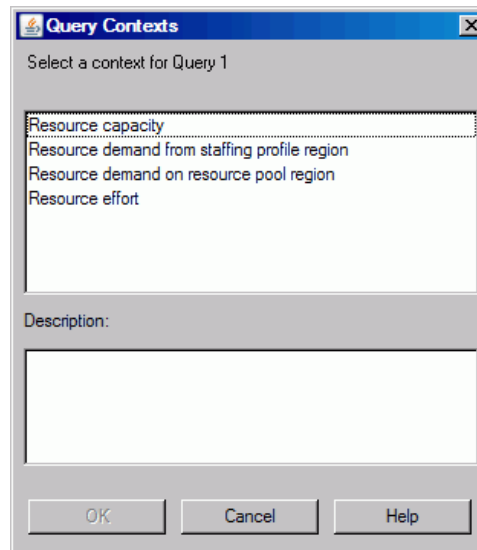 Query Contexts
Select a context for Query 1
Resource capacity
Resource demand from staffing profile region
Resource demand on resource pool region
Resource effort
Description:
OK Cancel Help